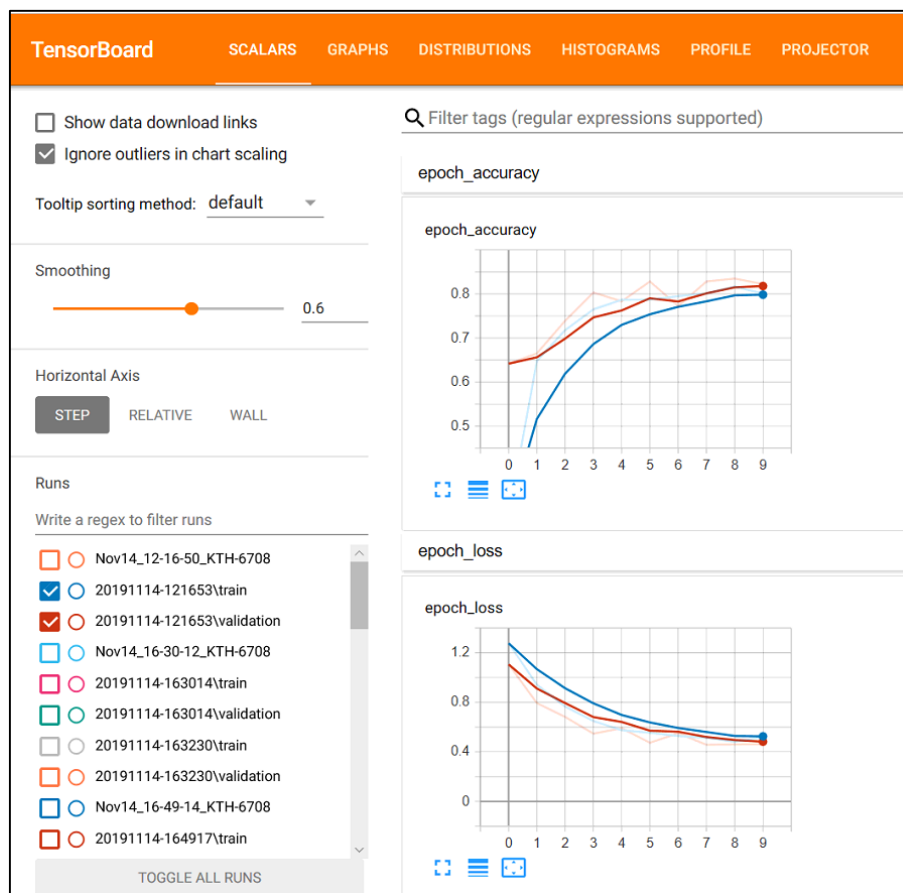 TensorBoard SCALARS GRAPHS DISTRIBUTIONS HISTOGRAMS PROFILE PROJECTOR
Show data download links
Ignore outliers in chart scaling
Tooltip sorting method: default
Smoothing
0.6
Horizontal Axis
STEP RELATIVE WALL
Runs
Write a regex to filter runs
Nov14_12-16-50_KTH-6708
20191114-121653\train
20191114-121653\validation
Nov14_16-30-12_KTH-6708
20191114-163014\train
20191114-163014\validation
20191114-163230\train
20191114-163230\validation
Nov14_16-49-14_KTH-6708
20191114-164917\train
TOGGLE ALL RUNS
Filter tags (regular expressions supported)
epoch_accuracy
epoch_accuracy
0.8
0.7
0.6
0.5
0 1 2 3 4 5 6 7 8 9
epoch_loss
epoch_loss
1.2
0.8
0.4
0
0 1 2 3 4 5 6 7 8 9